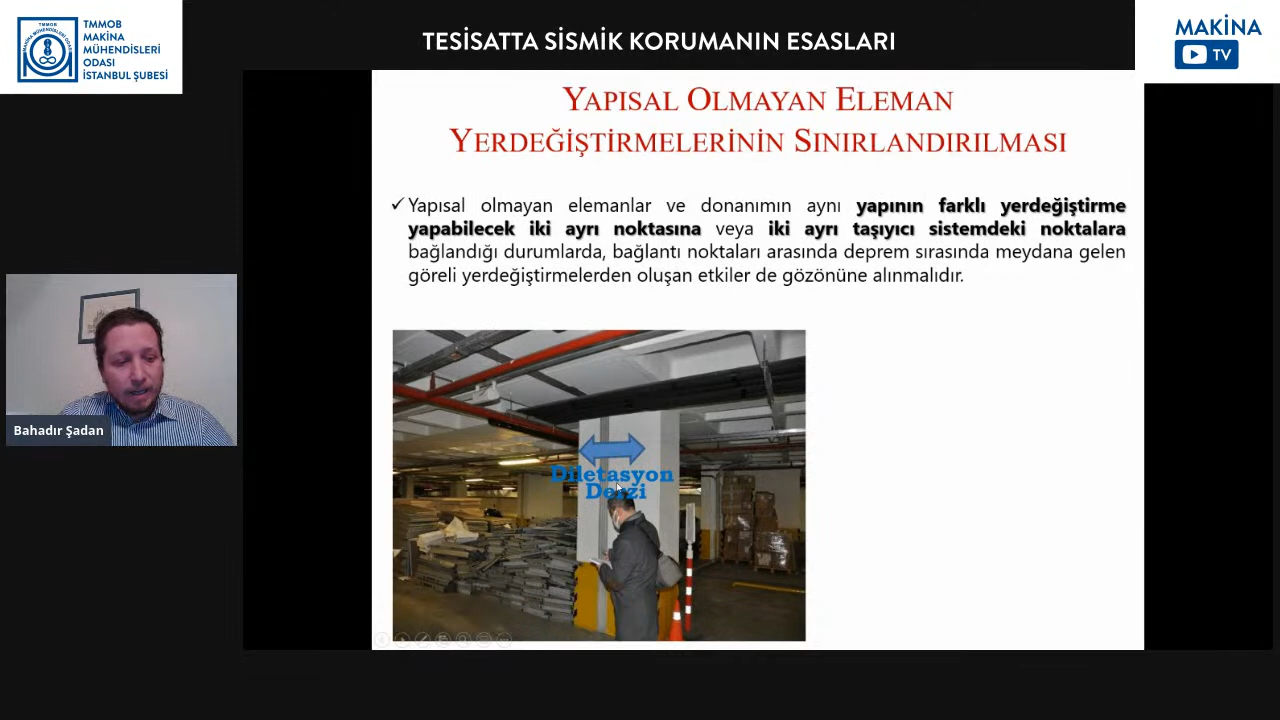 TMMOB
MAKİNA
MÜHENDİSLERİ
ODASI
İSTANBUL ŞUBESİ
TESİSATTA SİSMİK KORUMANIN ESASLARI
MAKİNA
TV
YAPISAL OLMAYAN ELEMAN
YERDEĞİŞTİRMELERİNİN SINIRLANDIRILMASI
✓ Yapısal olmayan elemanlar ve donanımın aynı yapının farklı yerdeğiştirme
yapabilecek iki ayrı noktasına veya iki ayrı taşıyıcı sistemdeki noktalara
bağlandığı durumlarda, bağlantı noktaları arasında deprem sırasında meydana gelen
göreli yerdeğiştirmelerden oluşan etkiler de gözönüne alınmalıdır.
Diletasyon
Derzi
Bahadır Şadan